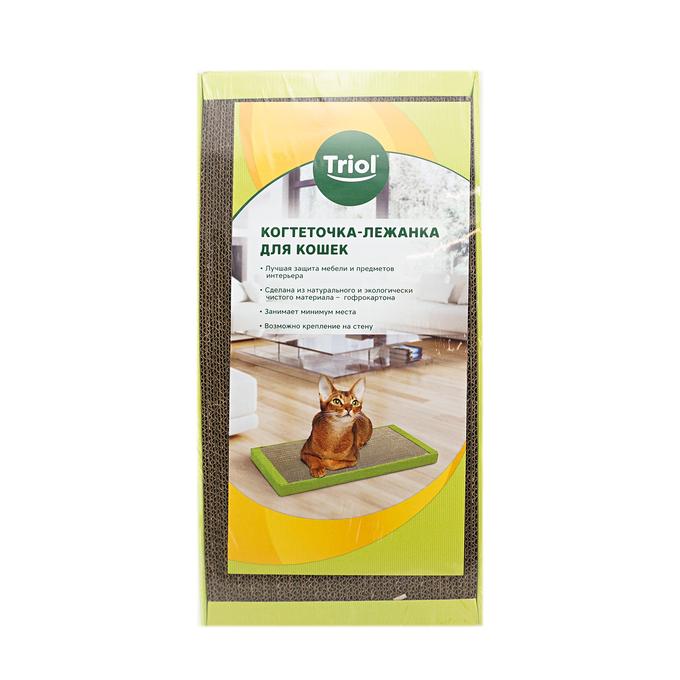 Triol
КОГТЕТОЧКА-ЛЕЖАНКА
ДЛЯ КОШЕК
• Лучшая защита мебели и предметов
интерьера
• Сделана из натурального и экологически
чистого материала – гофрокартона
• Занимает минимум места
• Возможно крепление на стену